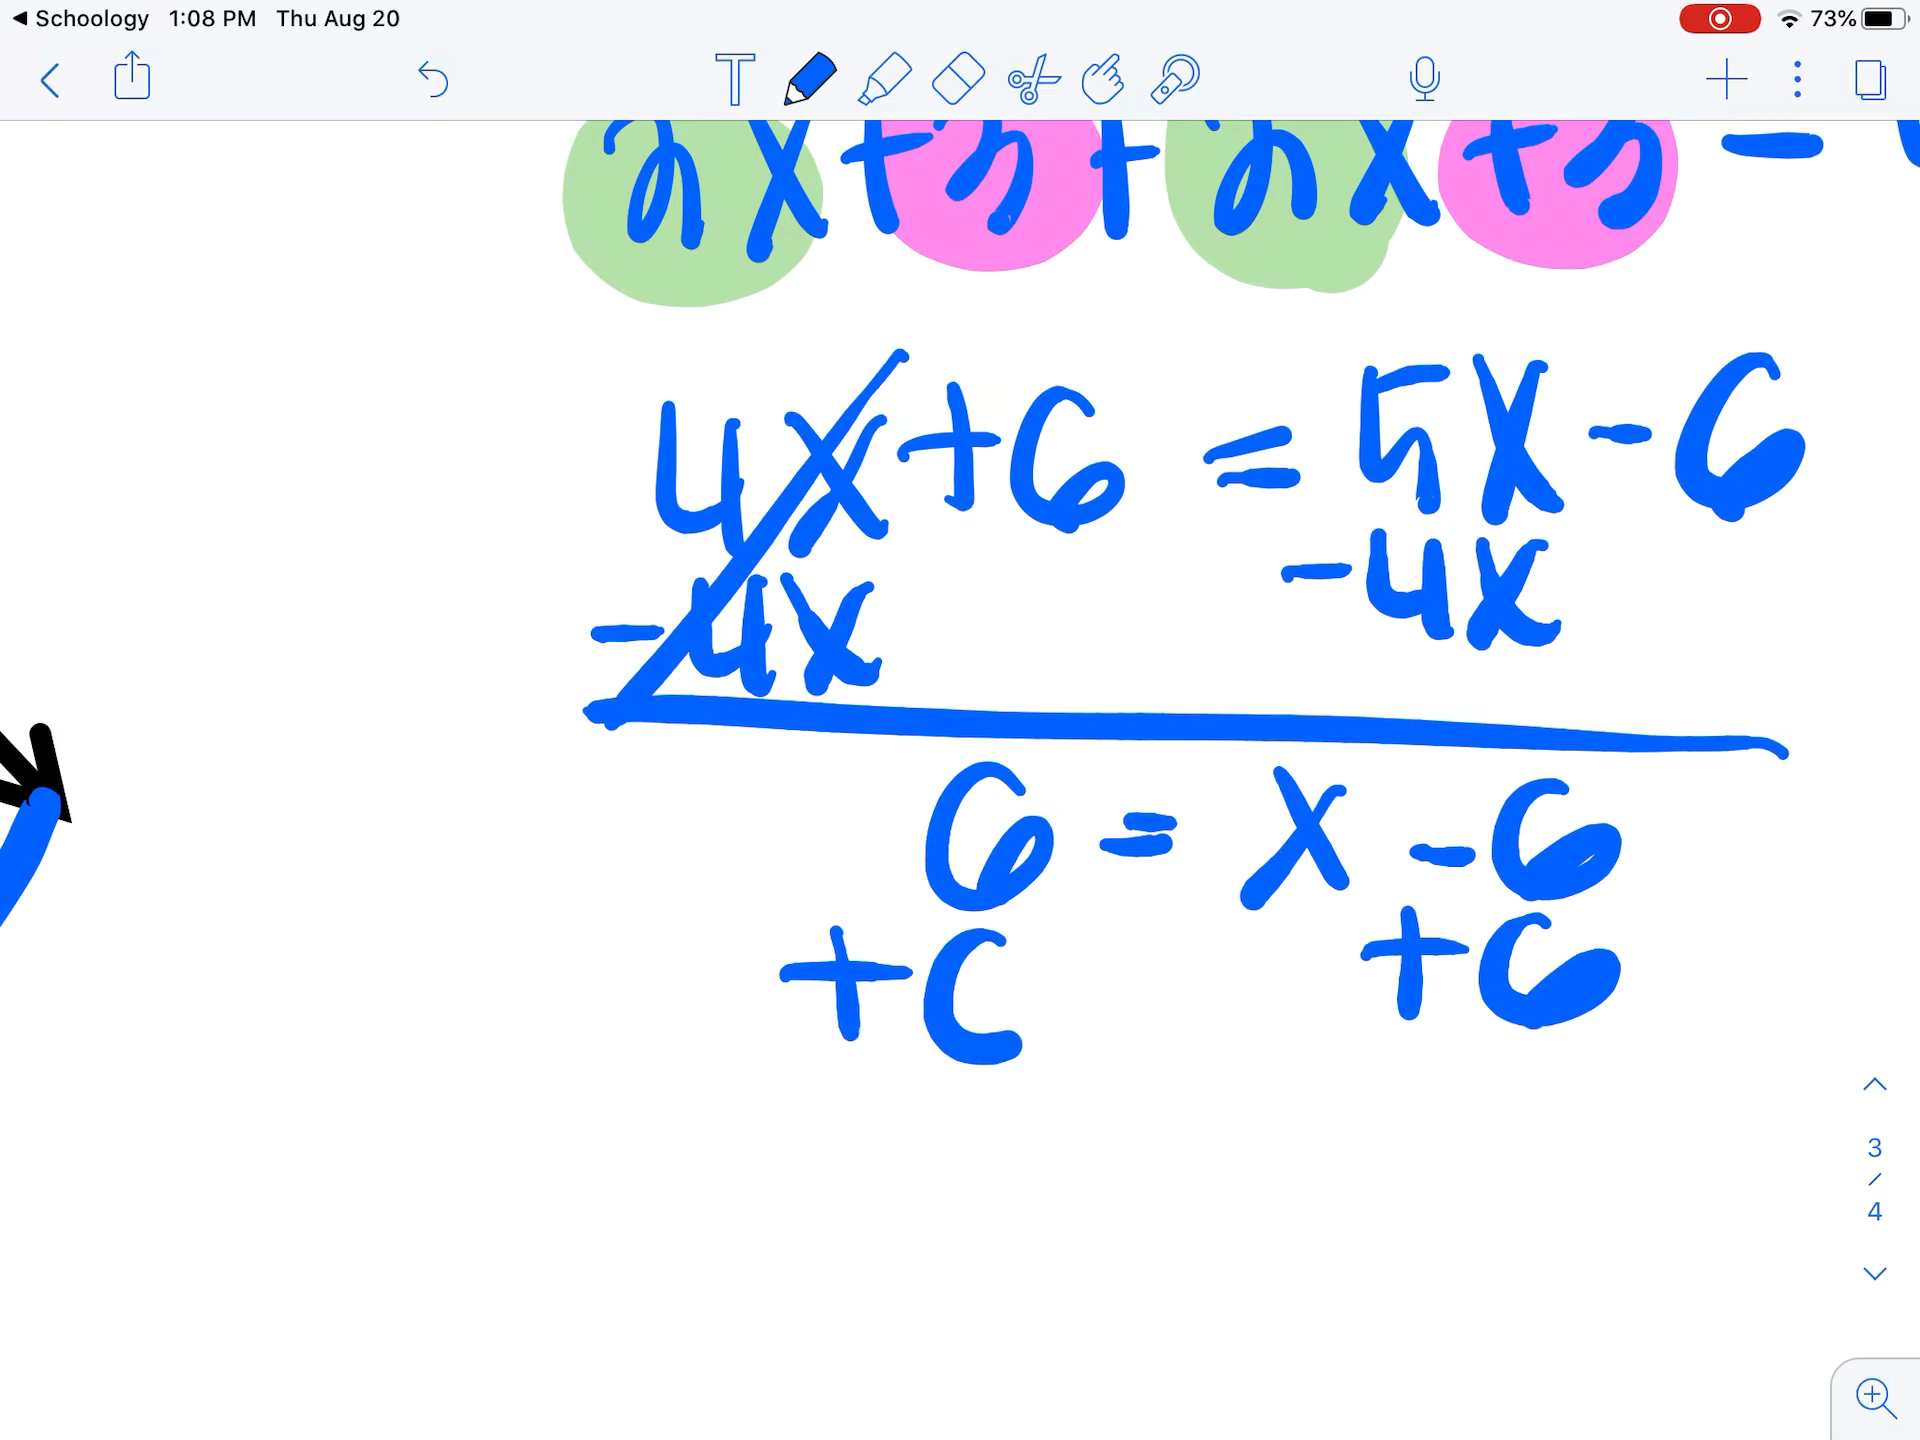 Schoology 1:08 PM Thu Aug 20 73%
T
2x+3+2x+3
4x+6 = 5x-6
-4x -4x
6 = x-6
+C +6
3
/
4